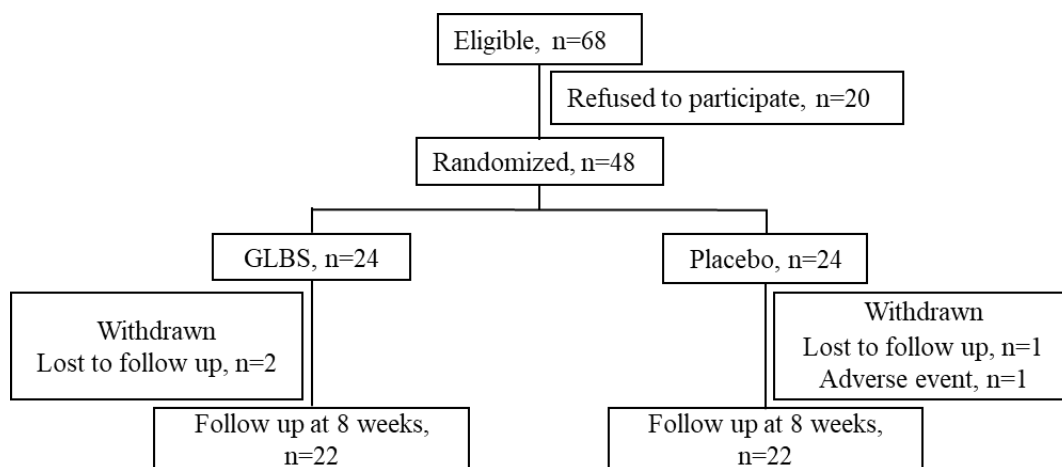 Eligible, n=68
Refused to participate, n=20
Randomized, n=48
GLBS, n=24
Placebo, n=24
Withdrawn
Lost to follow up, n=2
Withdrawn
Lost to follow up, n=1
Adverse event, n=1
Follow up at 8 weeks,
n=22
Follow up at 8 weeks,
n=22